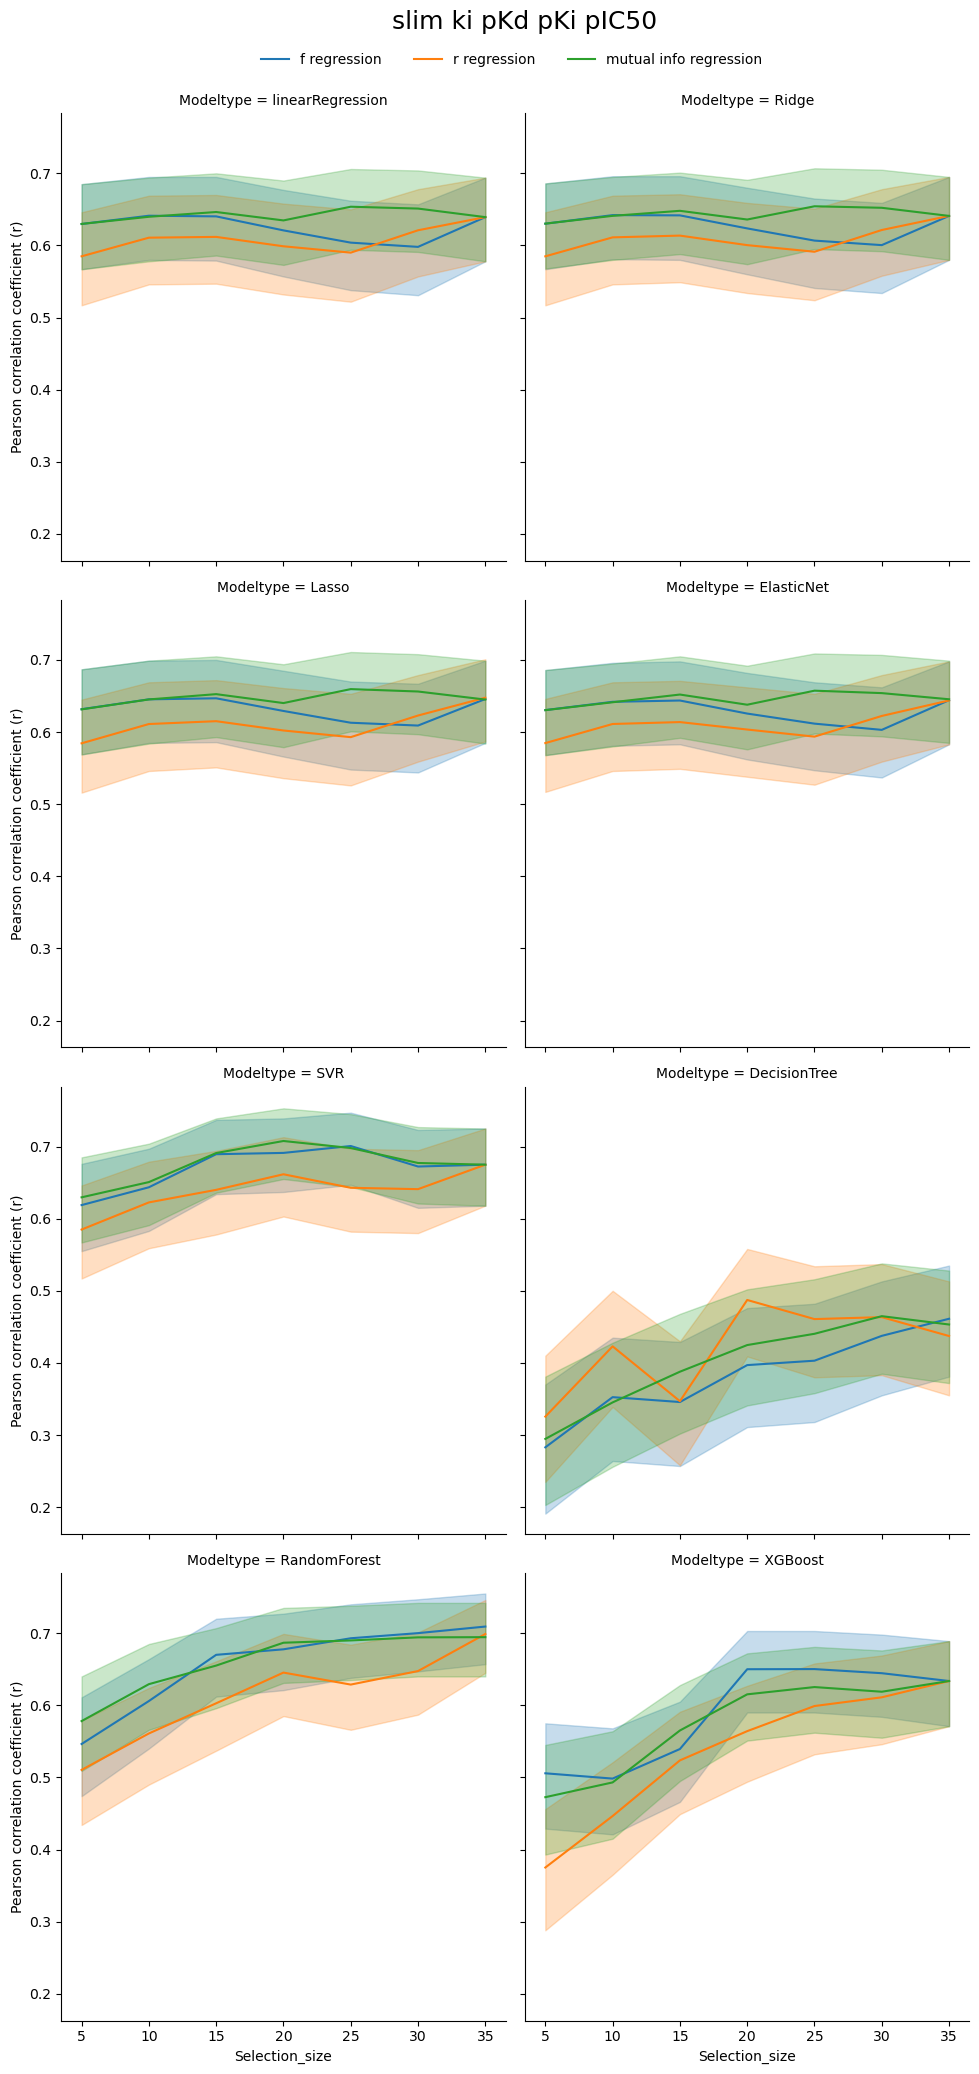 slim ki pKd pKi pIC50
f regression
r regression
mutual info regression
Modeltype = linearRegression
Modeltype = Ridge
Pearson correlation coefficient (r)
0.7
0.6
0.5
0.4
0.3
0.2
Modeltype = Lasso
Modeltype = ElasticNet
Pearson correlation coefficient (r)
0.7
0.6
0.5
0.4
0.3
0.2
Modeltype = SVR
Modeltype = DecisionTree
Pearson correlation coefficient (r)
0.7
0.6
0.5
0.4
0.3
0.2
Modeltype = RandomForest
Modeltype = XGBoost
Pearson correlation coefficient (r)
0.7
0.6
0.5
0.4
0.3
0.2
5 10 15 20 25 30 35
5 10 15 20 25 30 35
Selection_size
Selection_size